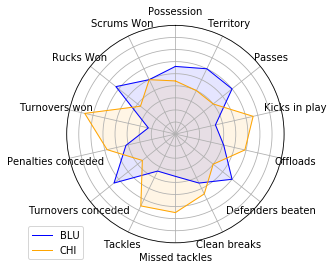 Possession
Scrums Won
Territory
Rucks Won
Passes
Turnovers won
Kicks in play
Penalties conceded
Offloads
Turnovers conceded
Defenders beaten
Tackles
Clean breaks
Missed tackles
BLU
CHI